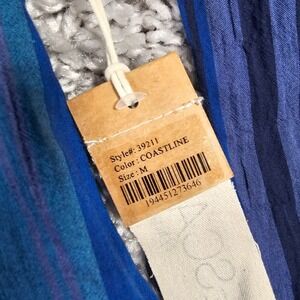 Style#: 39211
Color: COASTLINE
Size: M
194451273646